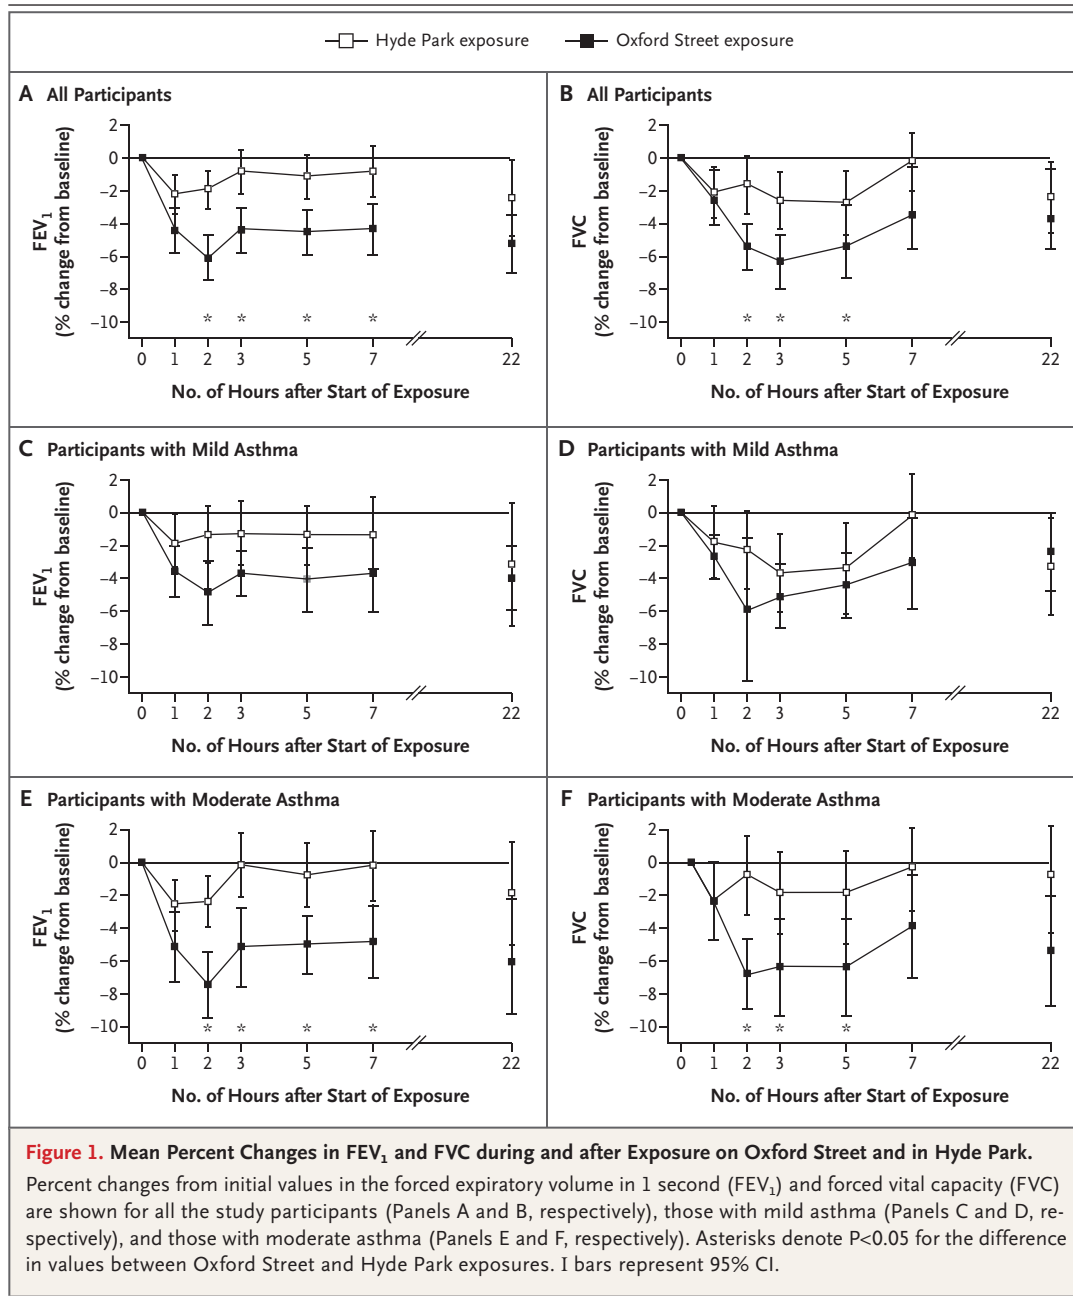 Hyde Park exposure Oxford Street exposure
A All Participants
FEV₁
(% change from baseline)
2
0
−2
−4
−6
−8
−10
* * * *
0 1 2 3 5 7 22
No. of Hours after Start of Exposure
B All Participants
FVC
(% change from baseline)
2
0
−2
−4
−6
−8
−10
* * *
0 1 2 3 5 7 22
No. of Hours after Start of Exposure
C Participants with Mild Asthma
FEV₁
(% change from baseline)
2
0
−2
−4
−6
−8
−10
0 1 2 3 5 7 22
No. of Hours after Start of Exposure
D Participants with Mild Asthma
FVC
(% change from baseline)
2
0
−2
−4
−6
−8
−10
0 1 2 3 5 7 22
No. of Hours after Start of Exposure
E Participants with Moderate Asthma
FEV₁
(% change from baseline)
2
0
−2
−4
−6
−8
−10
* * * *
0 1 2 3 5 7 22
No. of Hours after Start of Exposure
F Participants with Moderate Asthma
FVC
(% change from baseline)
2
0
−2
−4
−6
−8
−10
* * *
0 1 2 3 5 7 22
No. of Hours after Start of Exposure
Figure 1. Mean Percent Changes in FEV₁ and FVC during and after Exposure on Oxford Street and in Hyde Park.
Percent changes from initial values in the forced expiratory volume in 1 second (FEV₁) and forced vital capacity (FVC)
are shown for all the study participants (Panels A and B, respectively), those with mild asthma (Panels C and D, re-
spectively), and those with moderate asthma (Panels E and F, respectively). Asterisks denote P<0.05 for the difference
in values between Oxford Street and Hyde Park exposures. I bars represent 95% CI.